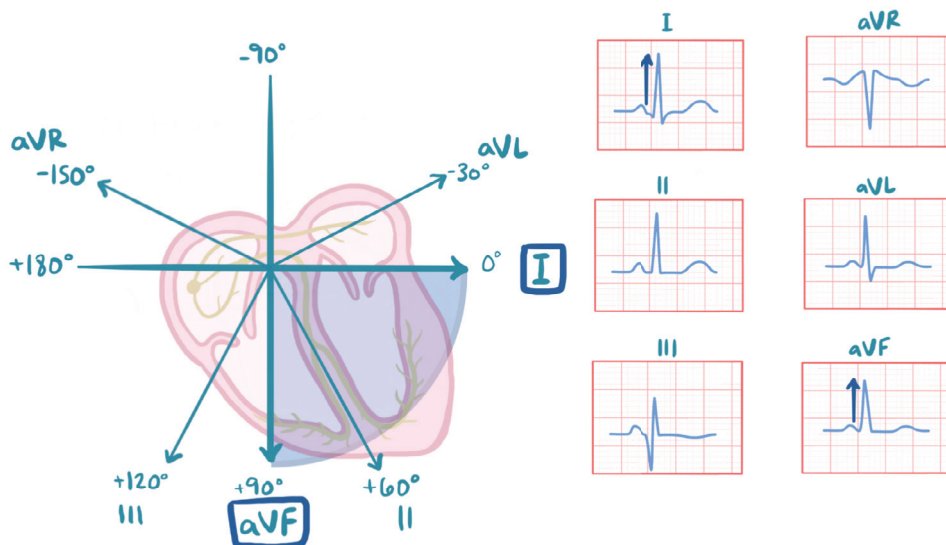 -90°
aVR
-150°
aVL
-30°
+180°
0°
I
+120°
III
+90°
aVF
+60°
II
I
aVR
II
aVL
III
aVF